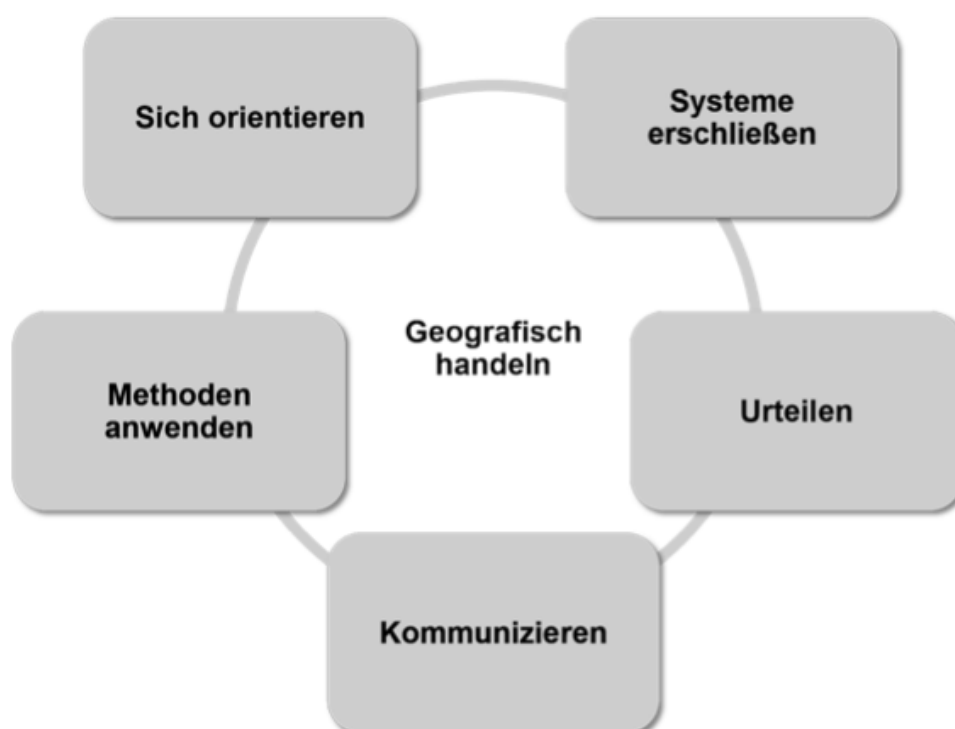 Sich orientieren
Systeme
erschließen
Geografisch
handeln
Methoden
anwenden
Urteilen
Kommunizieren